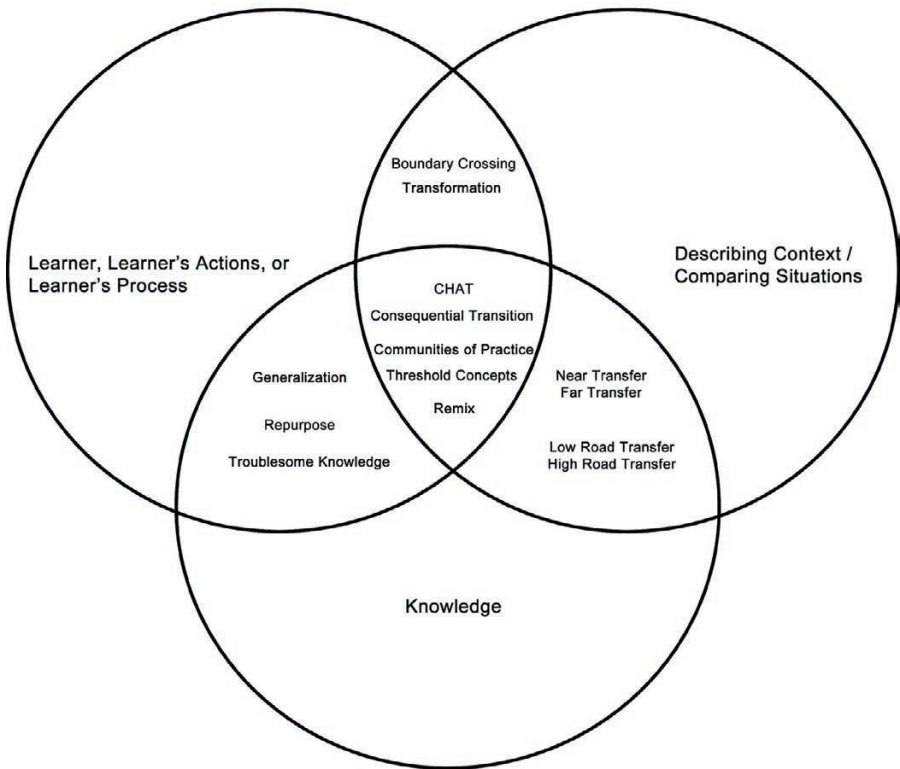 Boundary Crossing
Transformation
Learner, Learner's Actions, or
Learner's Process
Describing Context /
Comparing Situations
CHAT
Consequential Transition
Communities of Practice
Threshold Concepts
Remix
Generalization
Repurpose
Troublesome Knowledge
Near Transfer
Far Transfer
Low Road Transfer
High Road Transfer
Knowledge